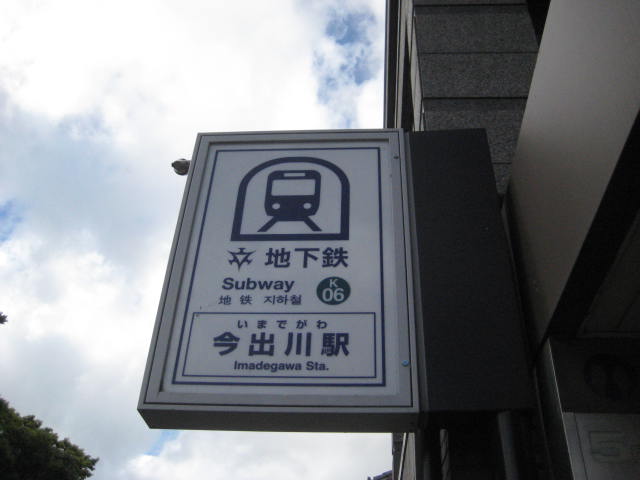 地下鉄
Subway
地 铁 지하철
K
06
いまでがわ
今出川駅
Imadegawa Sta.